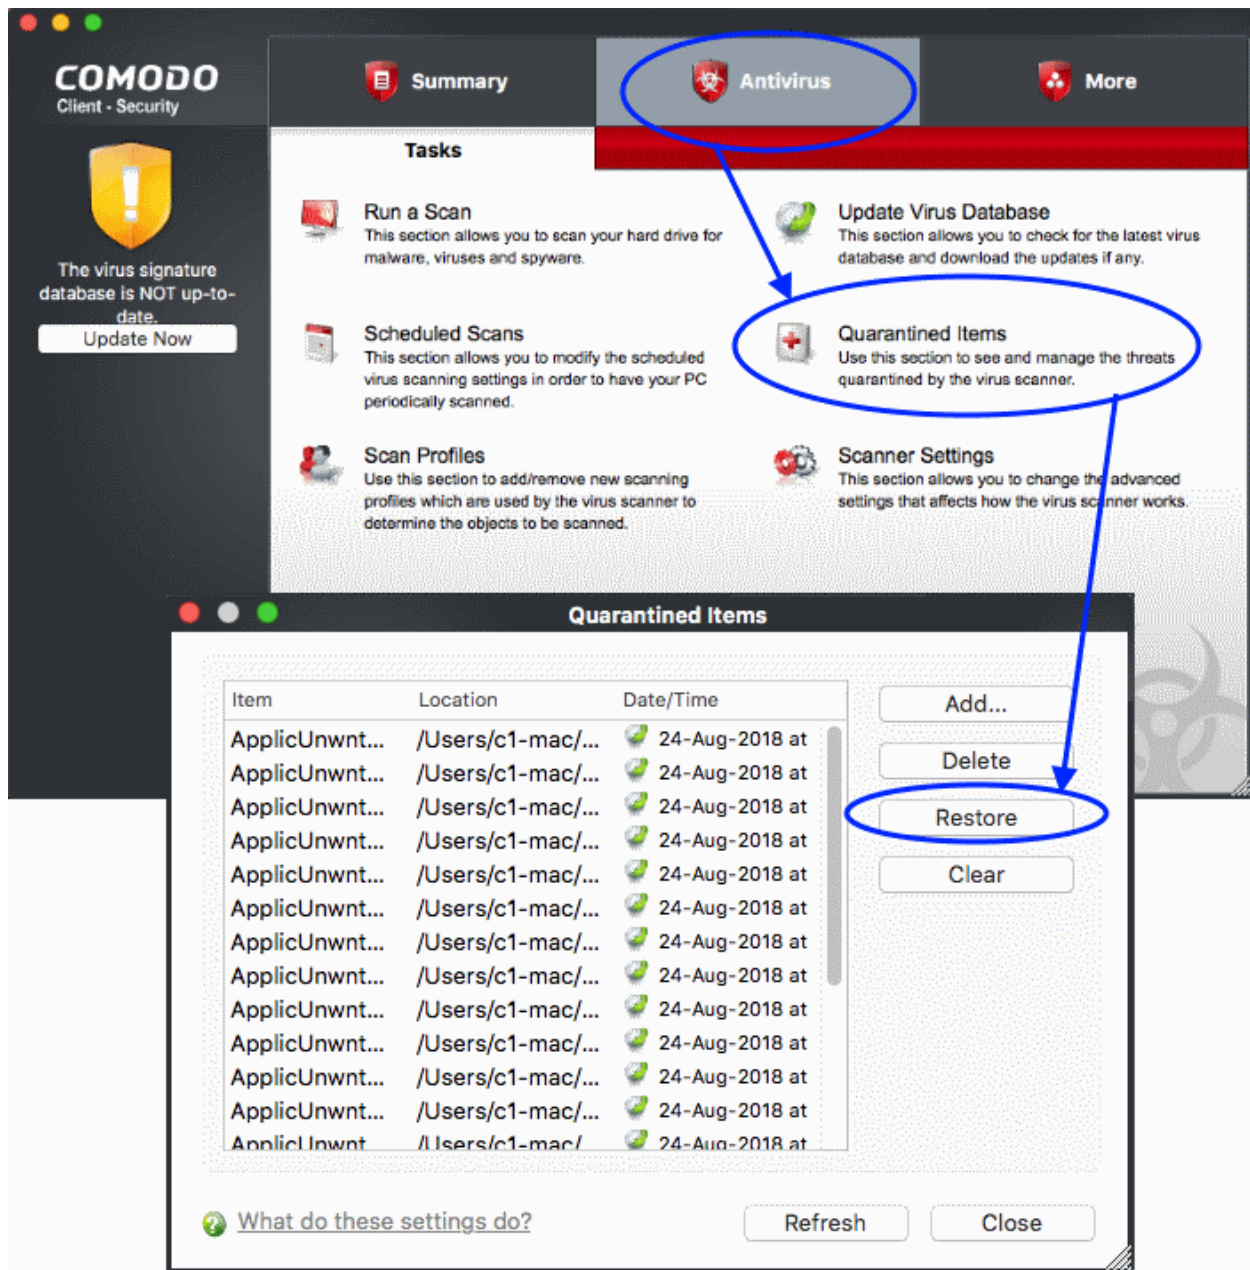 COMODO
Client - Security
Summary
Antivirus
More
Tasks
The virus signature
database is NOT up-to-
date.
Update Now
Run a Scan
This section allows you to scan your hard drive for
malware, viruses and spyware.
Update Virus Database
This section allows you to check for the latest virus
database and download the updates if any.
Scheduled Scans
This section allows you to modify the scheduled
virus scanning settings in order to have your PC
periodically scanned.
Quarantined Items
Use this section to see and manage the threats
quarantined by the virus scanner.
Scan Profiles
Use this section to add/remove new scanning
profiles which are used by the virus scanner to
determine the objects to be scanned.
Scanner Settings
This section allows you to change the advanced
settings that affects how the virus scanner works.
Quarantined Items
Item Location Date/Time
ApplicUnwnt... /Users/c1-mac/... 24-Aug-2018 at
ApplicUnwnt... /Users/c1-mac/... 24-Aug-2018 at
ApplicUnwnt... /Users/c1-mac/... 24-Aug-2018 at
ApplicUnwnt... /Users/c1-mac/... 24-Aug-2018 at
ApplicUnwnt... /Users/c1-mac/... 24-Aug-2018 at
ApplicUnwnt... /Users/c1-mac/... 24-Aug-2018 at
ApplicUnwnt... /Users/c1-mac/... 24-Aug-2018 at
ApplicUnwnt... /Users/c1-mac/... 24-Aug-2018 at
ApplicUnwnt... /Users/c1-mac/... 24-Aug-2018 at
ApplicUnwnt... /Users/c1-mac/... 24-Aug-2018 at
ApplicUnwnt... /Users/c1-mac/... 24-Aug-2018 at
ApplicUnwnt... /Users/c1-mac/... 24-Aug-2018 at
ApplicUnwnt /Users/c1-mac/ 24-Aug-2018 at
Add...
Delete
Restore
Clear
What do these settings do?
Refresh
Close